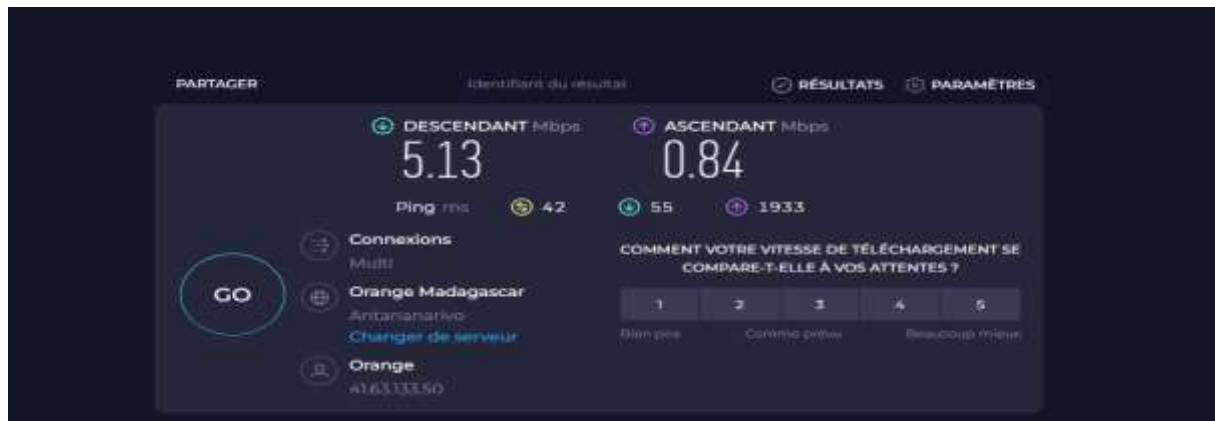 PARTAGER Identifiant du résultat RÉSULTATS PARAMÈTRES
DESCENDANT Mbps ASCENDANT Mbps
5.13 0.84
Ping ms 42 55 1933
Connexions
Multi
Orange Madagascar
Antananarivo
Changer de serveur
Orange
41.63.133.50
GO
COMMENT VOTRE VITESSE DE TÉLÉCHARGEMENT SE
COMPARE-T-ELLE À VOS ATTENTES ?
1 2 3 4 5
Bien pire Comme prévu Beaucoup mieux